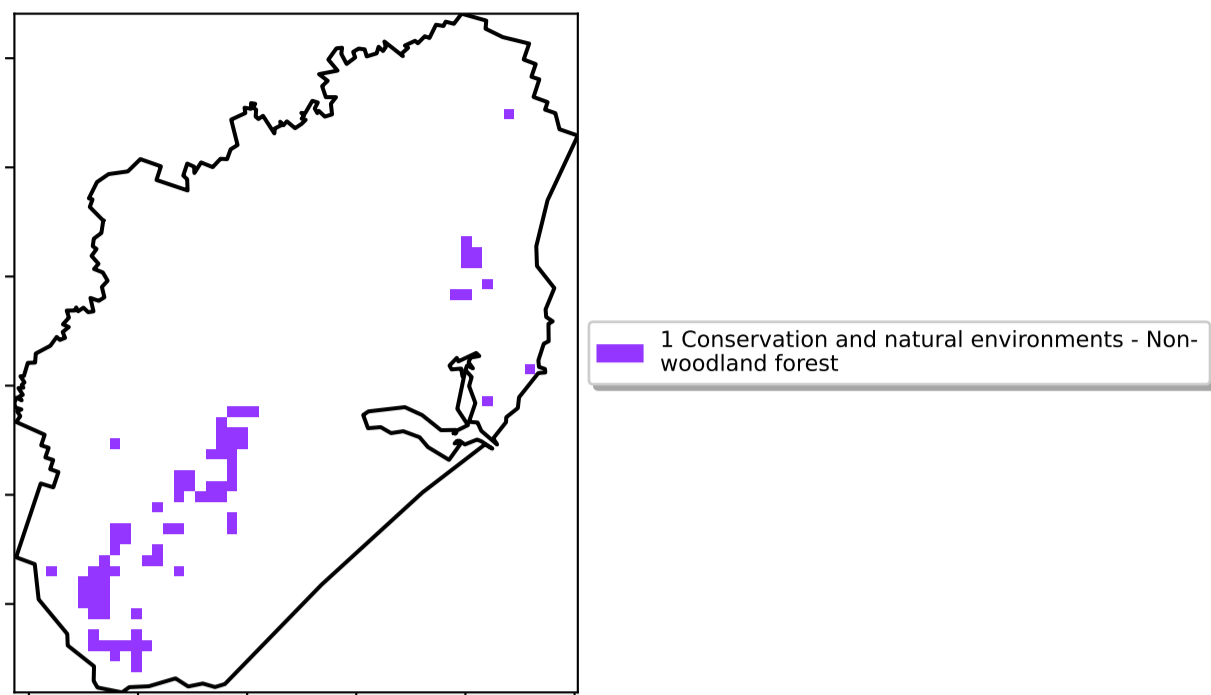 1 Conservation and natural environments - Non-
woodland forest